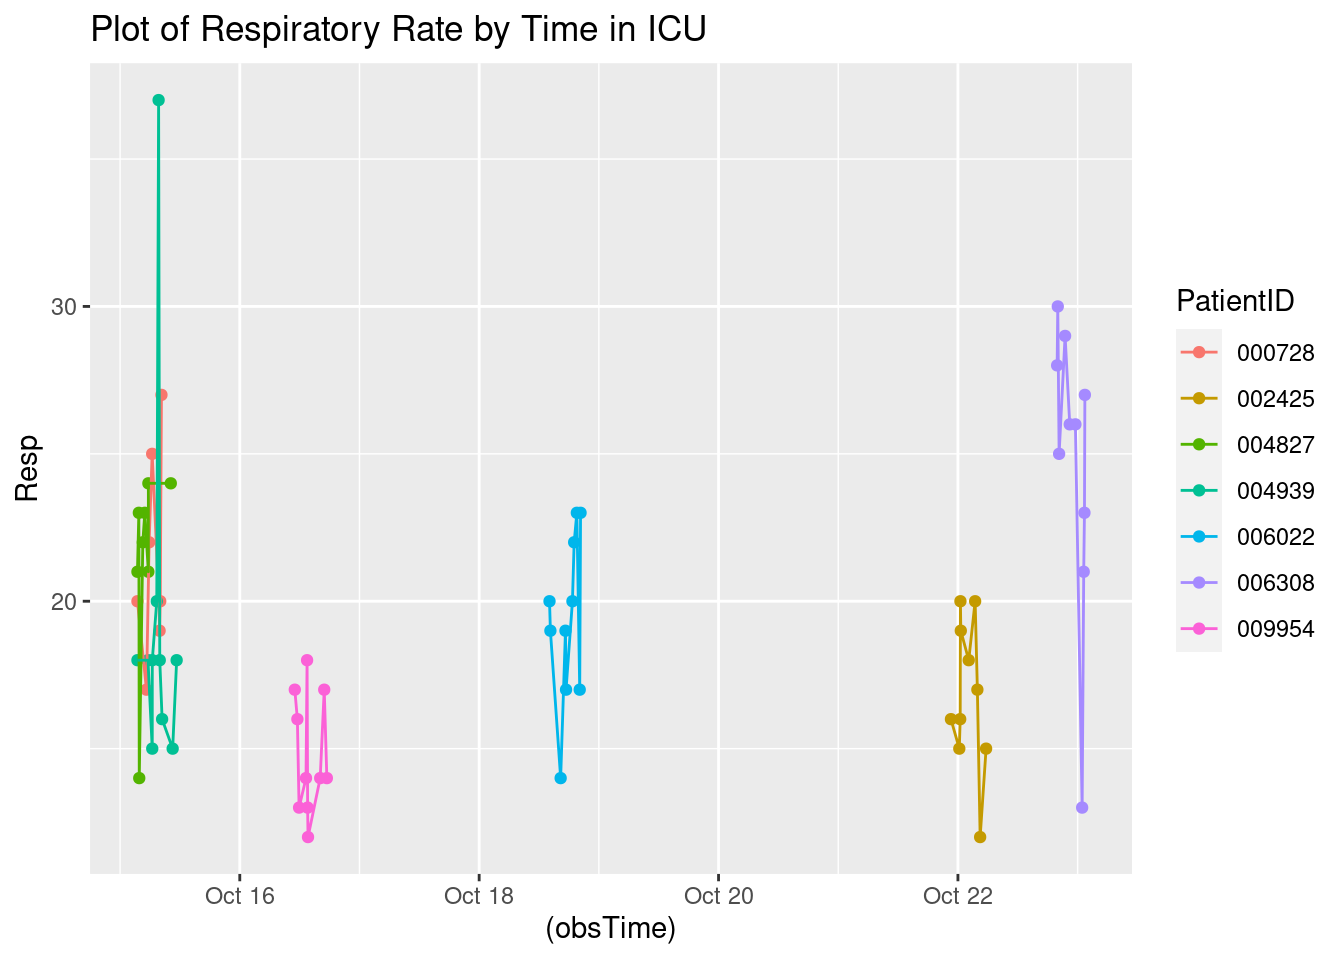 Plot of Respiratory Rate by Time in ICU
Resp
30
20
Oct 16
Oct 18
Oct 20
Oct 22
(obsTime)
PatientID
000728
002425
004827
004939
006022
006308
009954